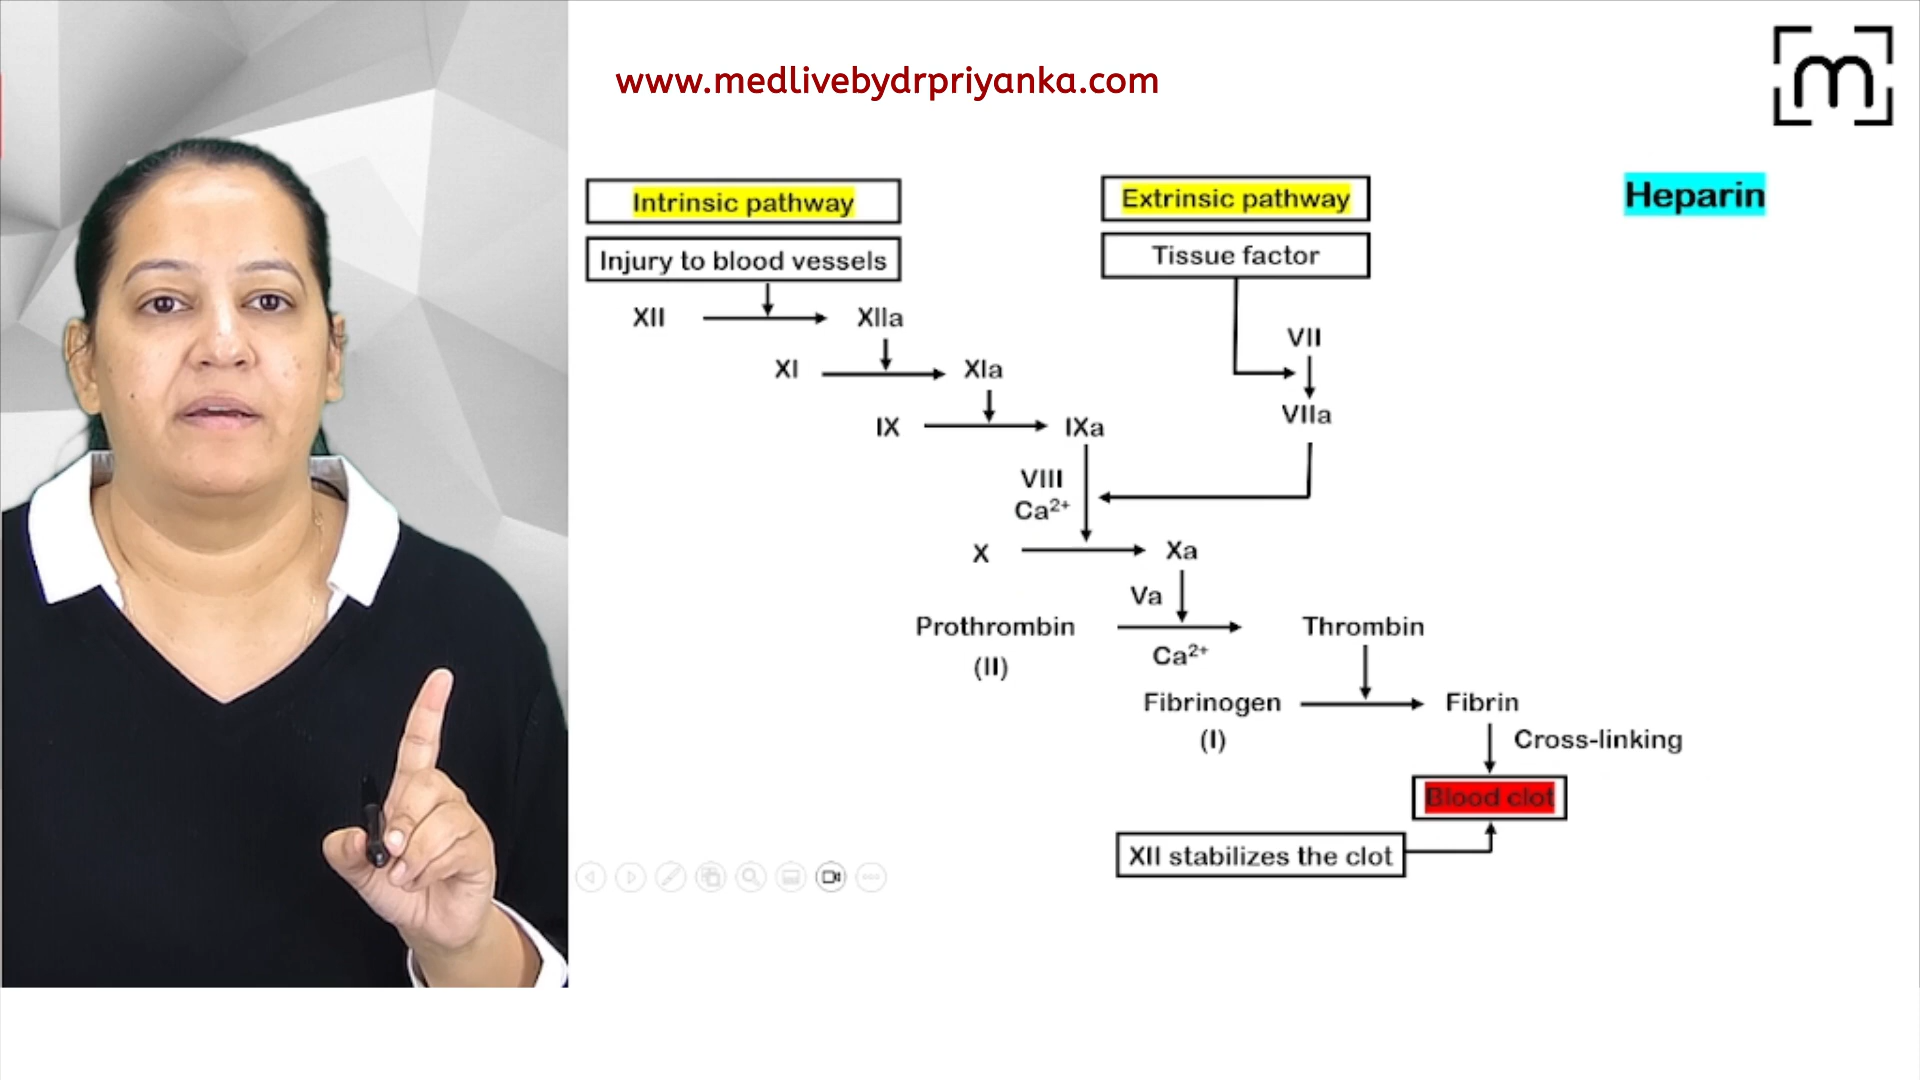 www.medlivebydrpriyanka.com
m
Heparin
Intrinsic pathway
Extrinsic pathway
Injury to blood vessels
Tissue factor
XII
XIIa
VII
XI
XIa
VIIa
IX
IXa
VIII
Ca²⁺
X
Xa
Va
Prothrombin
Thrombin
(II)
Ca²⁺
Fibrinogen
Fibrin
(I)
Cross-linking
Blood clot
XII stabilizes the clot